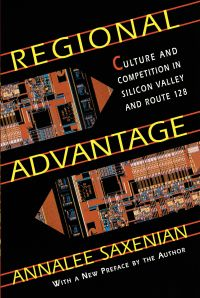 REGIONAL
CULTURE AND
COMPETITION IN
SILICON VALLEY
AND ROUTE 128
ADVANTAGE
ANNALEE SAXENIAN
WITH A NEW PREFACE BY THE AUTHOR